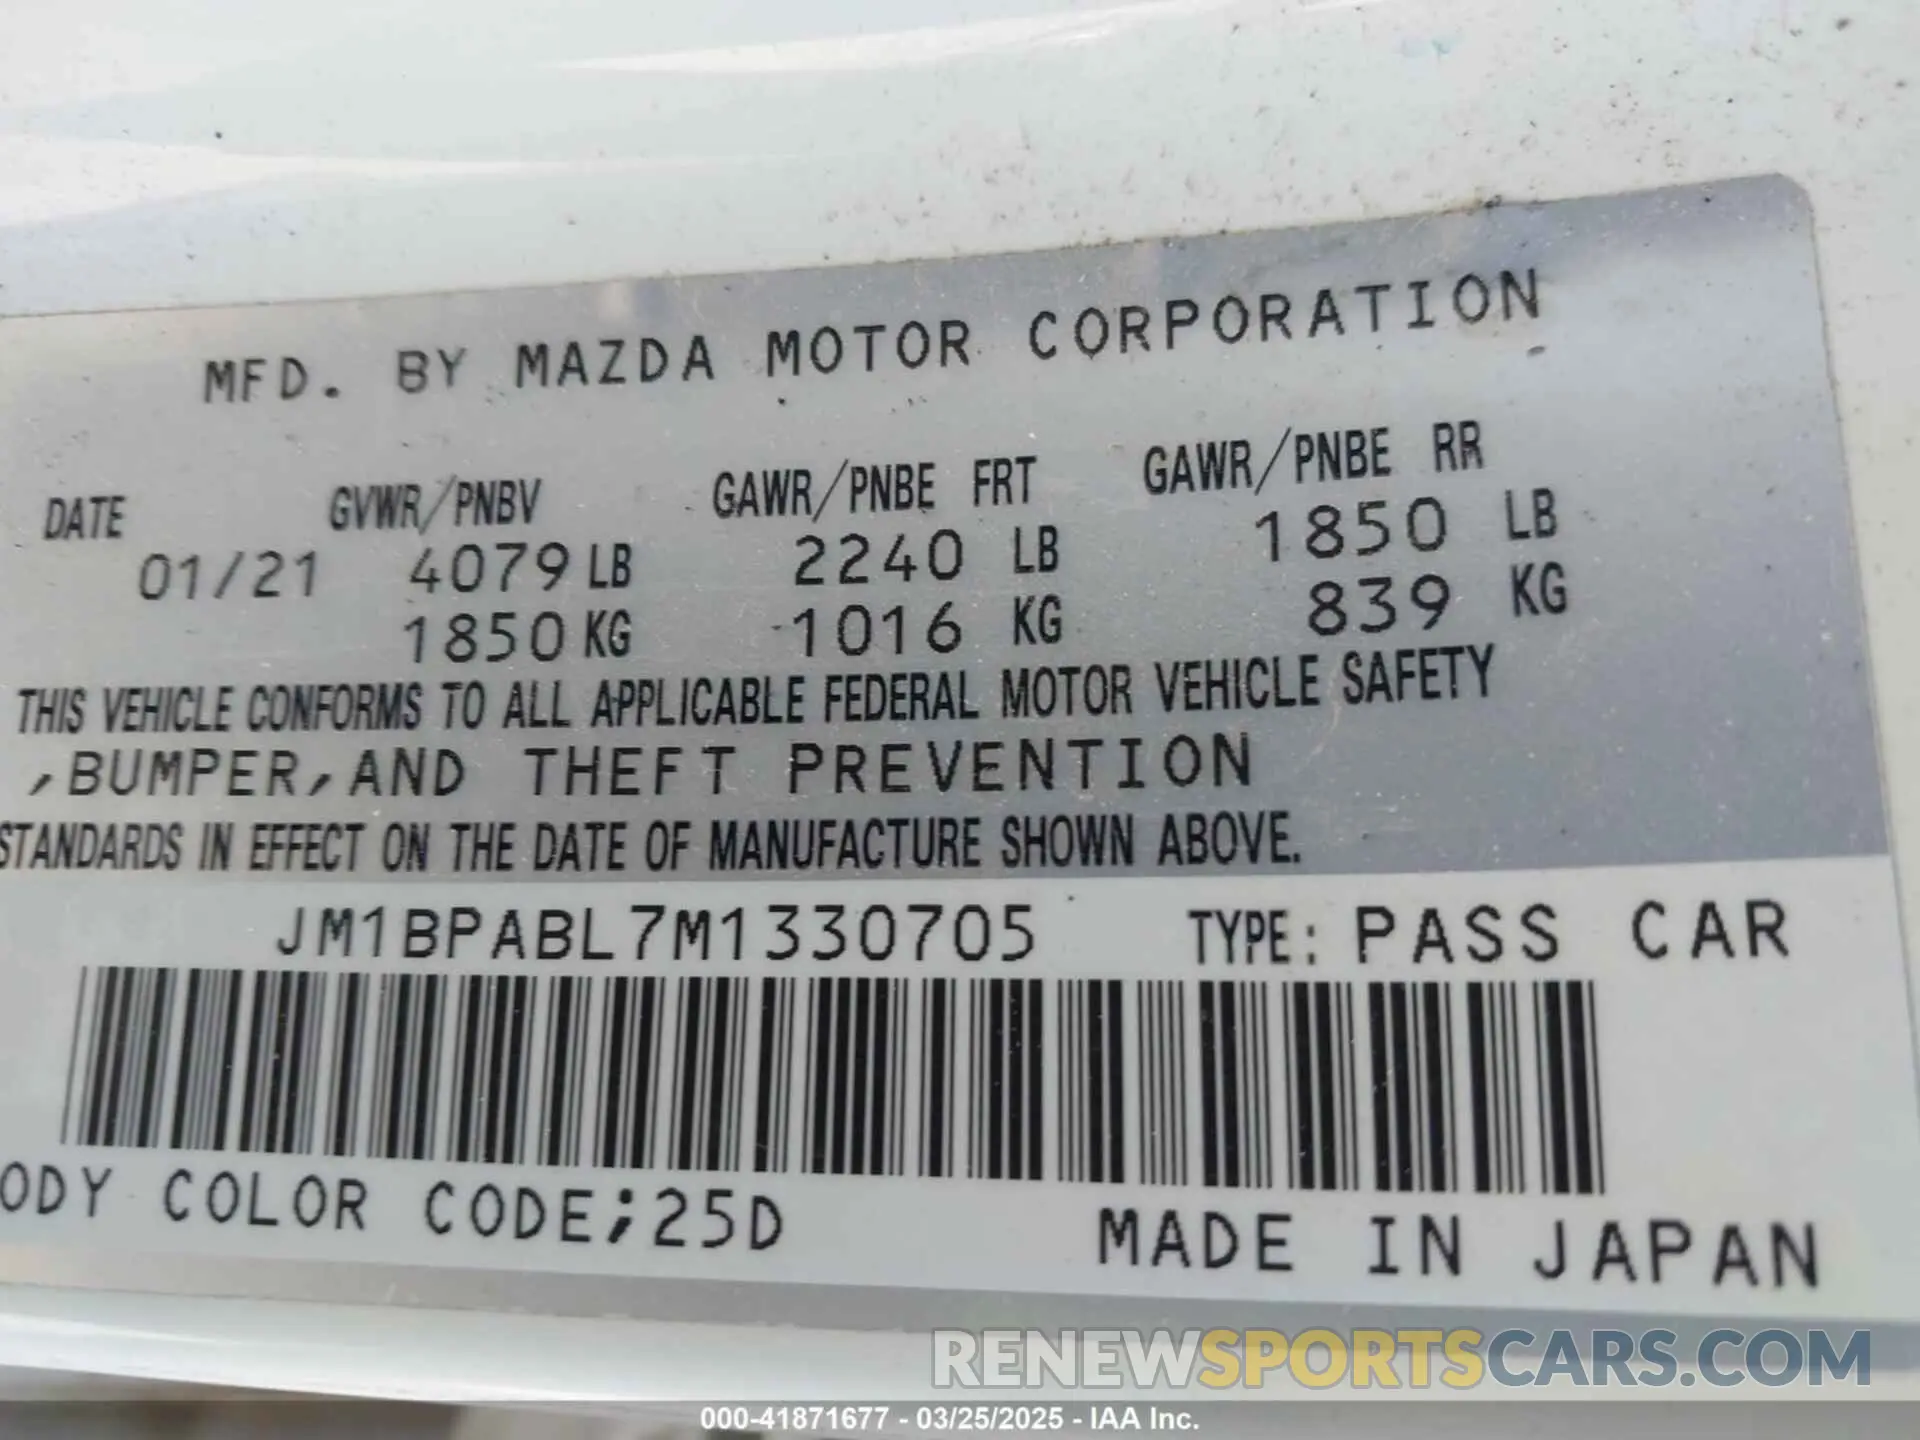 MFD. BY MAZDA MOTOR CORPORATION
DATE GVWR/PNBV GAWR/PNBE FRT GAWR/PNBE RR
01/21 4079 LB 2240 LB 1850 LB
1850 KG 1016 KG 839 KG
THIS VEHICLE CONFORMS TO ALL APPLICABLE FEDERAL MOTOR VEHICLE SAFETY
,BUMPER,AND THEFT PREVENTION
STANDARDS IN EFFECT ON THE DATE OF MANUFACTURE SHOWN ABOVE.
JM1BPABL7M1330705 TYPE: PASS CAR
ODY COLOR CODE;25D
MADE IN JAPAN
RENEWSPORTSCARS.COM
000-41871677 - 03/25/2025 - IAA Inc.